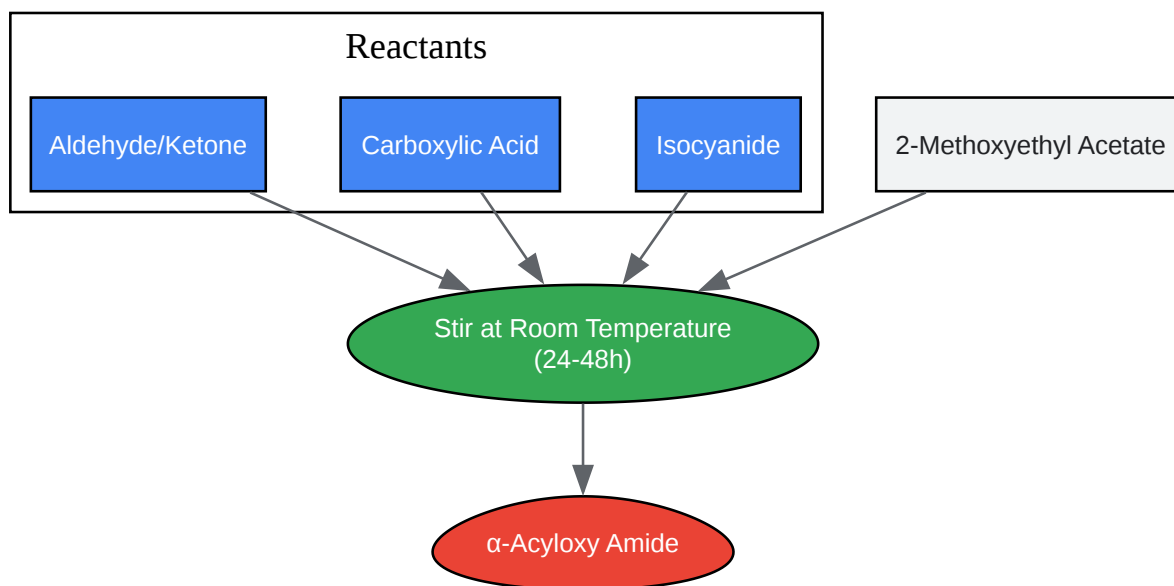 Reactants
Aldehyde/Ketone
Carboxylic Acid
Isocyanide
2-Methoxyethyl Acetate
Stir at Room Temperature
(24-48h)
α-Acyloxy Amide